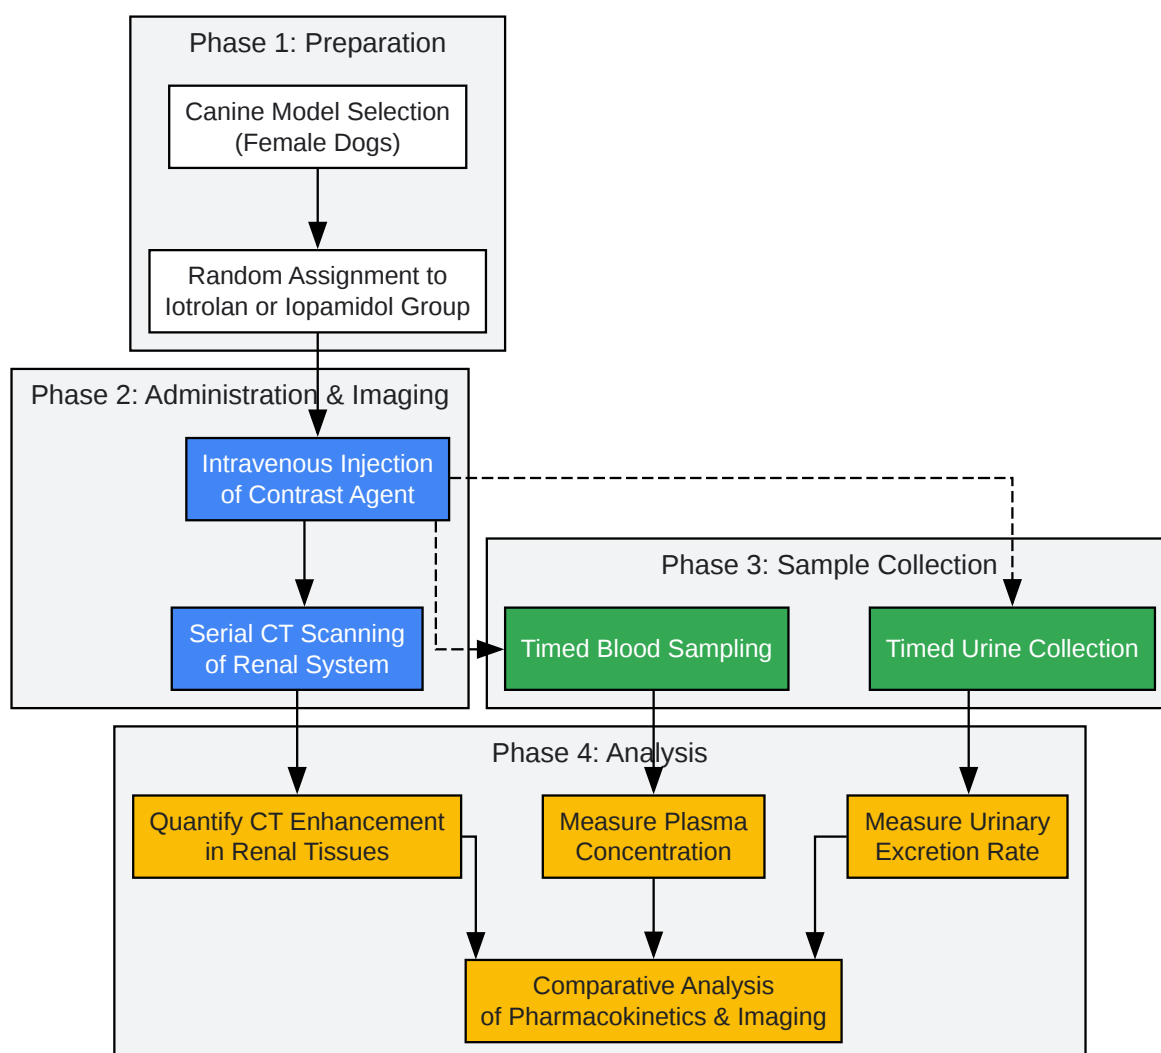 Phase 1: Preparation
Canine Model Selection
(Female Dogs)
Random Assignment to
Iotrolan or Iopamidol Group
Phase 2: Administration & Imaging
Intravenous Injection
of Contrast Agent
Serial CT Scanning
of Renal System
Phase 3: Sample Collection
Timed Blood Sampling
Timed Urine Collection
Phase 4: Analysis
Quantify CT Enhancement
in Renal Tissues
Measure Plasma
Concentration
Measure Urinary
Excretion Rate
Comparative Analysis
of Pharmacokinetics & Imaging